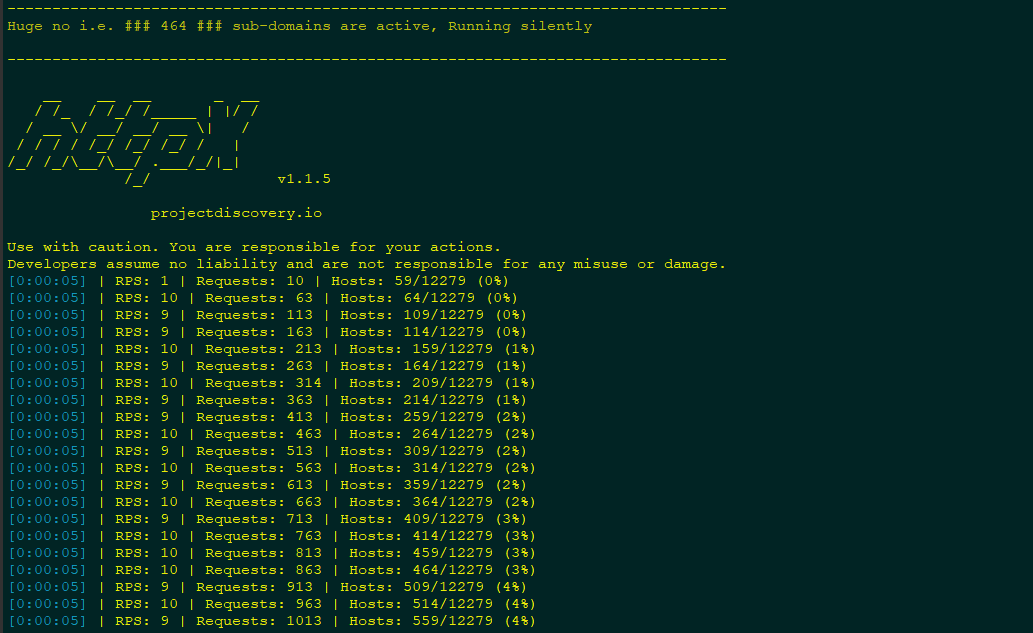 --------------------------------------------------------------------------------
Huge no i.e. ### 464 ### sub-domains are active, Running silently
--------------------------------------------------------------------------------
httpx
v1.1.5
projectdiscovery.io
Use with caution. You are responsible for your actions.
Developers assume no liability and are not responsible for any misuse or damage.
[0:00:05] | RPS: 1 | Requests: 10 | Hosts: 59/12279 (0%)
[0:00:05] | RPS: 10 | Requests: 63 | Hosts: 64/12279 (0%)
[0:00:05] | RPS: 9 | Requests: 113 | Hosts: 109/12279 (0%)
[0:00:05] | RPS: 9 | Requests: 163 | Hosts: 114/12279 (0%)
[0:00:05] | RPS: 10 | Requests: 213 | Hosts: 159/12279 (1%)
[0:00:05] | RPS: 9 | Requests: 263 | Hosts: 164/12279 (1%)
[0:00:05] | RPS: 10 | Requests: 314 | Hosts: 209/12279 (1%)
[0:00:05] | RPS: 9 | Requests: 363 | Hosts: 214/12279 (1%)
[0:00:05] | RPS: 9 | Requests: 413 | Hosts: 259/12279 (2%)
[0:00:05] | RPS: 10 | Requests: 463 | Hosts: 264/12279 (2%)
[0:00:05] | RPS: 9 | Requests: 513 | Hosts: 309/12279 (2%)
[0:00:05] | RPS: 10 | Requests: 563 | Hosts: 314/12279 (2%)
[0:00:05] | RPS: 9 | Requests: 613 | Hosts: 359/12279 (2%)
[0:00:05] | RPS: 10 | Requests: 663 | Hosts: 364/12279 (2%)
[0:00:05] | RPS: 9 | Requests: 713 | Hosts: 409/12279 (3%)
[0:00:05] | RPS: 10 | Requests: 763 | Hosts: 414/12279 (3%)
[0:00:05] | RPS: 10 | Requests: 813 | Hosts: 459/12279 (3%)
[0:00:05] | RPS: 10 | Requests: 863 | Hosts: 464/12279 (3%)
[0:00:05] | RPS: 9 | Requests: 913 | Hosts: 509/12279 (4%)
[0:00:05] | RPS: 10 | Requests: 963 | Hosts: 514/12279 (4%)
[0:00:05] | RPS: 9 | Requests: 1013 | Hosts: 559/12279 (4%)